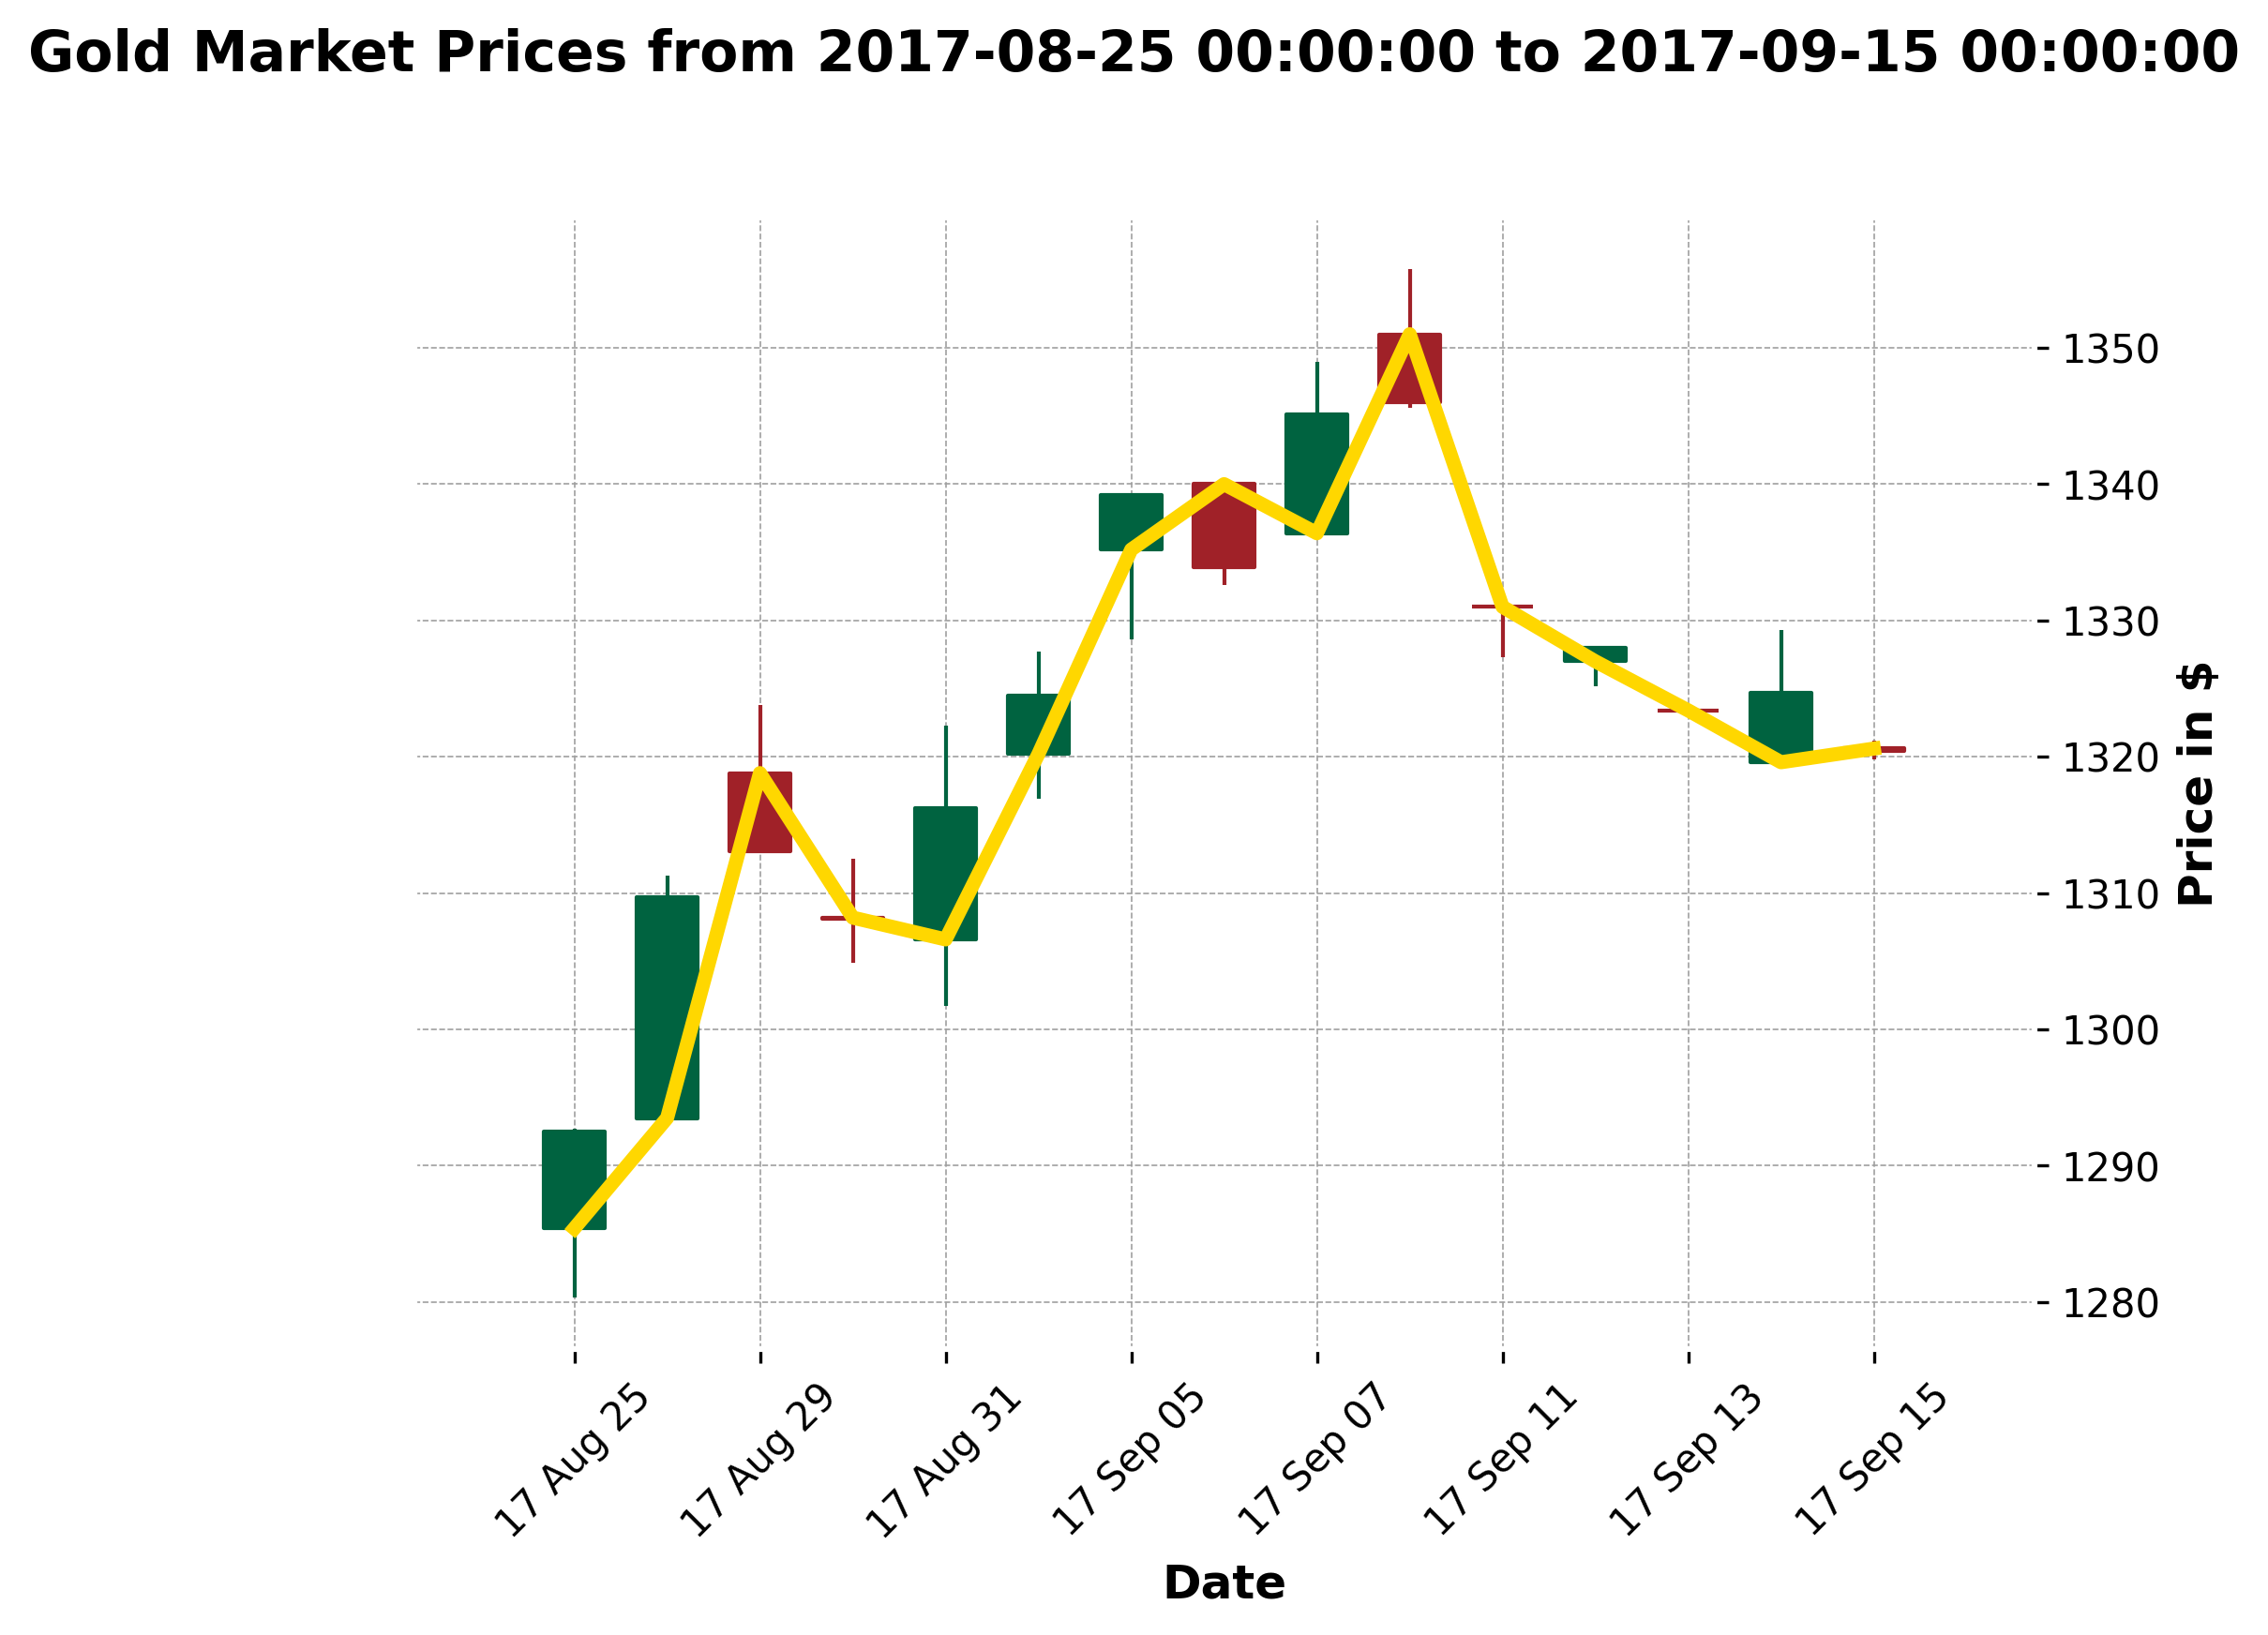 Gold Market Prices from 2017-08-25 00:00:00 to 2017-09-15 00:00:00
1350
1340
1330
1320
1310
1300
1290
1280
Price in $
17 Aug 25
17 Aug 29
17 Aug 31
17 Sep 05
17 Sep 07
17 Sep 11
17 Sep 13
17 Sep 15
Date